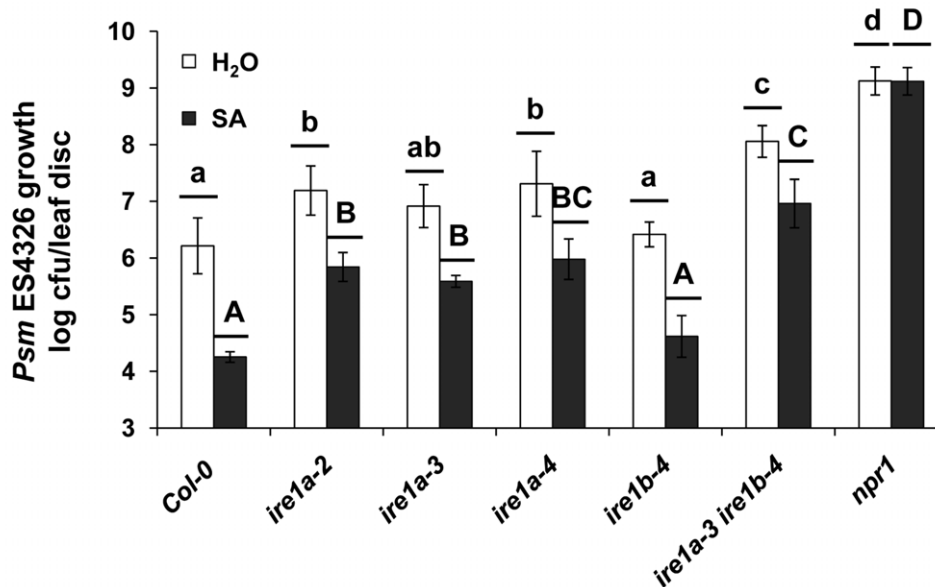 Psm ES4326 growth
log cfu/leaf disc
10
9
8
7
6
5
4
3
H₂O
SA
a
A
b
B
ab
B
b
BC
a
A
c
C
d
D
Col-0
ire1a-2
ire1a-3
ire1a-4
ire1b-4
ire1a-3 ire1b-4
npr1